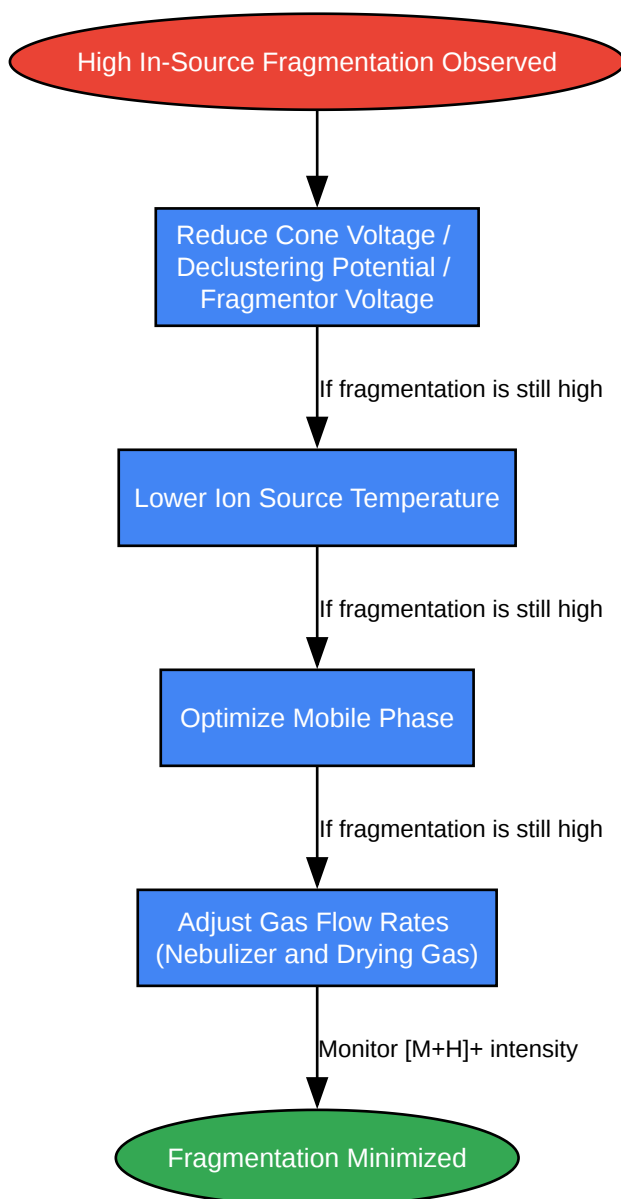 High In-Source Fragmentation Observed
Reduce Cone Voltage /
Declustering Potential /
Fragmentor Voltage
If fragmentation is still high
Lower Ion Source Temperature
If fragmentation is still high
Optimize Mobile Phase
If fragmentation is still high
Adjust Gas Flow Rates
(Nebulizer and Drying Gas)
Monitor [M+H]+ intensity
Fragmentation Minimized